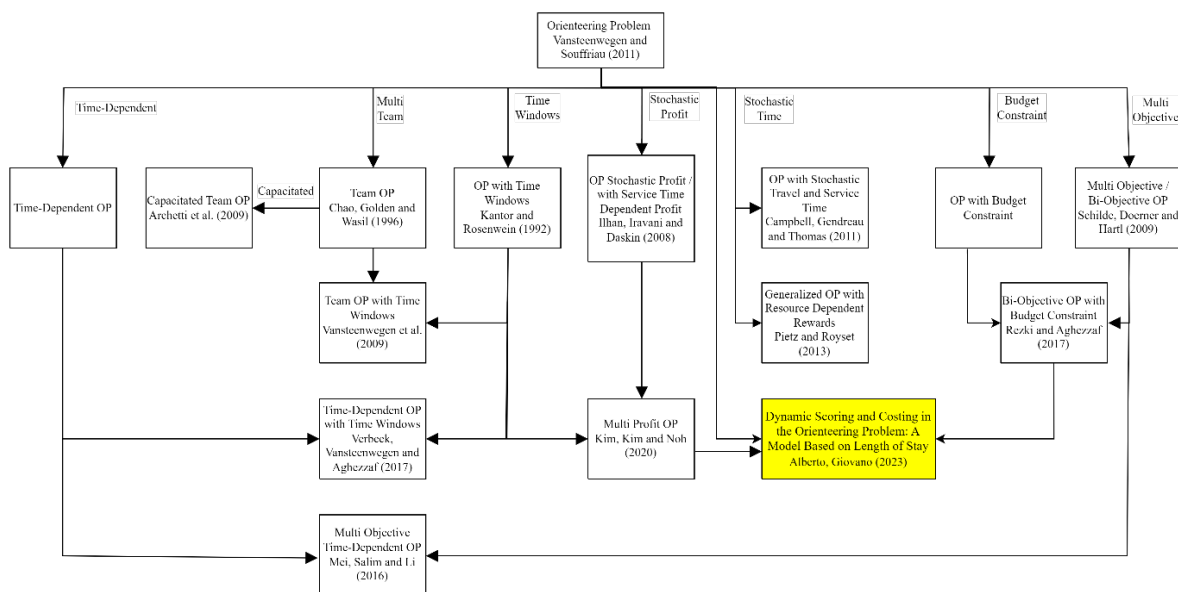 Orienteering Problem
Vansteenwegen and
Souffriau (2011)
Time-Dependent
Multi
Team
Time
Windows
Stochastic
Profit
Stochastic
Time
Budget
Constraint
Multi
Objective
Time-Dependent OP
Capacitated Team OP
Archetti et al. (2009)
Capacitated
Team OP
Chao, Golden and
Wasil
(1996)
OP with Time
Windows
Kantor and
Rosenwein (1992)
OP Stochastic Profit /
with Service Time
Dependent Profit
Ilhan, Iravani and
Daskin
(2008)
OP with Stochastic
Travel and Service
Time
Campbell, Gendreau
and Thomas (2011)
OP with Budget
Constraint
Multi Objective /
Bi-Objective OP
Schilde, Doerner and
Hartl
(2009)
Team OP with Time
Windows
Vansteenwegen et al.
(2009)
Generalized OP with
Resource Dependent
Rewards
Pietz and Royset
(2013)
Bi-Objective OP with
Budget Constraint
Rezki and Aghezzaf
(2017)
Time-Dependent OP
with Time Windows
Verbeek,
Vansteenwegen and
Aghezzaf
(2017)
Multi Profit OP
Kim, Kim and Noh
(2020)
Dynamic Scoring and Costing in
the Orienteering Problem: A
Model Based on Length of Stay
Alberto, Giovano (2023)
Multi Objective
Time-Dependent OP
Mei, Salim and Li
(2016)